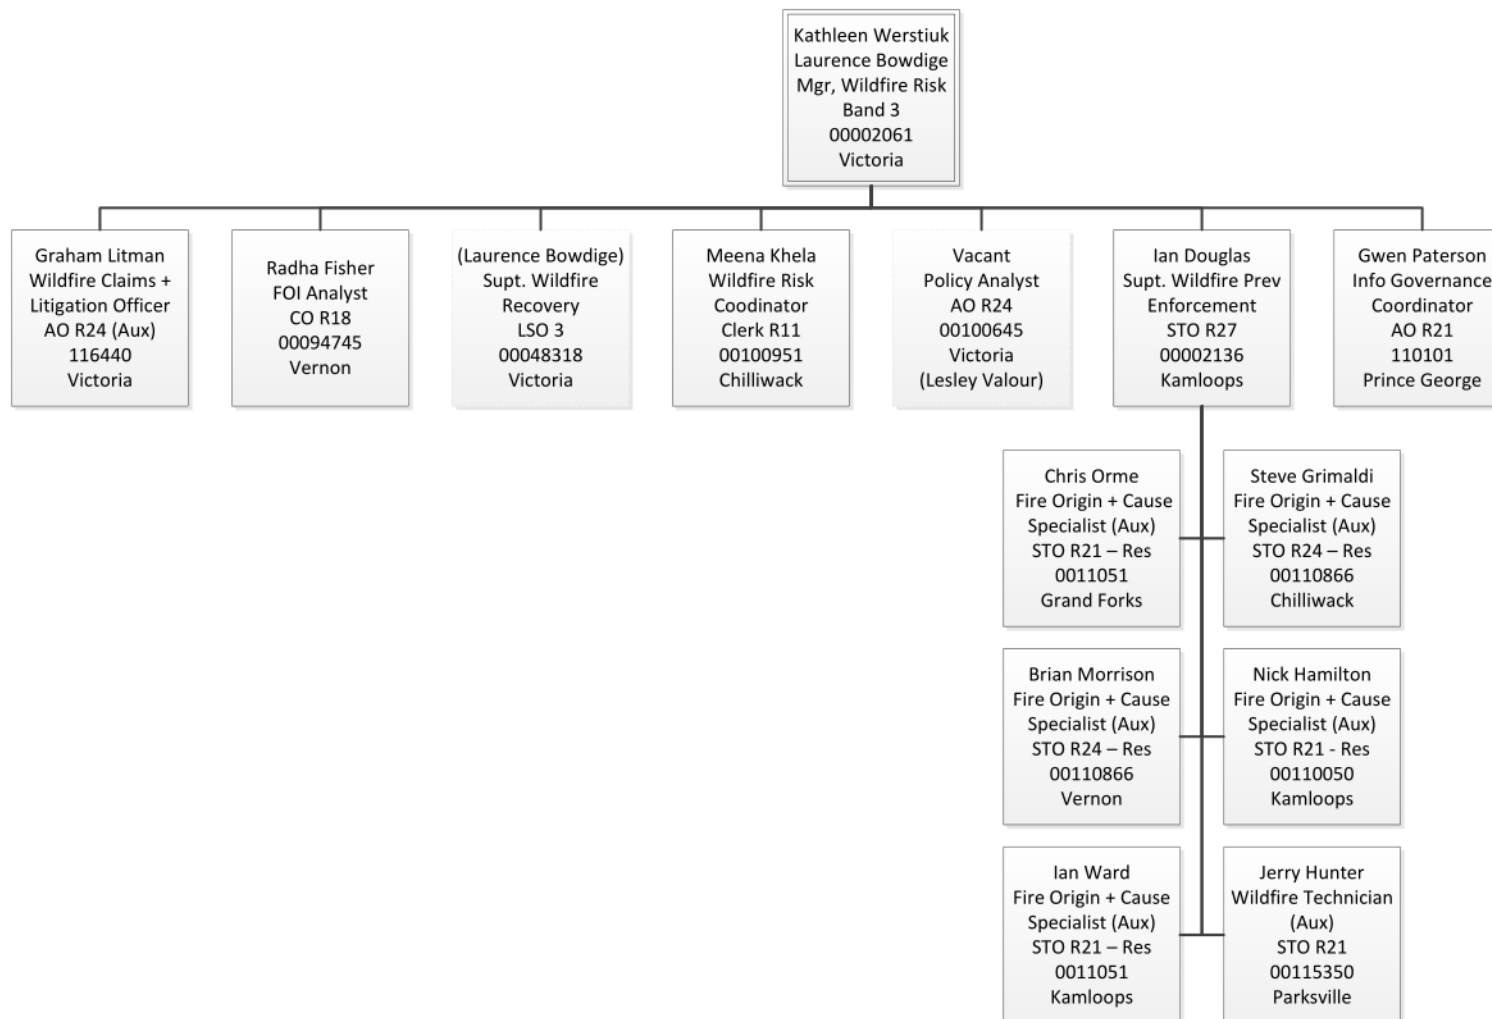 Kathleen Werstiuk
Laurence Bowdige
Mgr, Wildfire Risk
Band 3
00002061
Victoria
Graham Litman
Wildfire Claims +
Litigation Officer
AO R24 (Aux)
116440
Victoria
Radha Fisher
FOI Analyst
CO R18
00094745
Vernon
(Laurence Bowdige)
Supt. Wildfire
Recovery
LSO 3
00048318
Victoria
Meena Khela
Wildfire Risk
Coodinator
Clerk R11
00100951
Chilliwack
Vacant
Policy Analyst
AO R24
00100645
Victoria
(Lesley Valour)
Ian Douglas
Supt. Wildfire Prev
Enforcement
STO R27
00002136
Kamloops
Gwen Paterson
Info Governance
Coordinator
AO R21
110101
Prince George
Chris Orme
Fire Origin + Cause
Specialist (Aux)
STO R21 – Res
0011051
Grand Forks
Steve Grimaldi
Fire Origin + Cause
Specialist (Aux)
STO R24 – Res
00110866
Chilliwack
Brian Morrison
Fire Origin + Cause
Specialist (Aux)
STO R24 – Res
00110866
Vernon
Nick Hamilton
Fire Origin + Cause
Specialist (Aux)
STO R21 - Res
00110050
Kamloops
Ian Ward
Fire Origin + Cause
Specialist (Aux)
STO R21 – Res
0011051
Kamloops
Jerry Hunter
Wildfire Technician
(Aux)
STO R21
00115350
Parksville